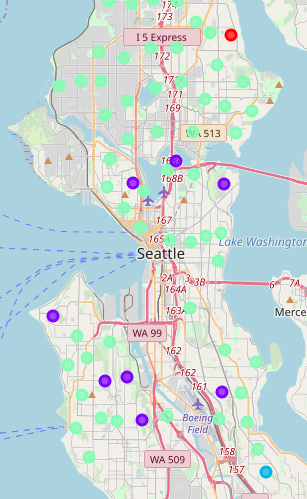 173
I 5 Express
172
171
169
WA 513
168B
167
Lake Washington
Seattle
2A
3
3B
6
7A
164A
163A
Merce
WA 99
162
162
161
Boeing
Field
WA 509
158
157